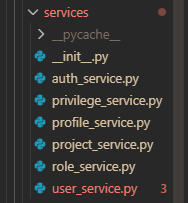 services
__pycache__
__init__.py
auth_service.py
privilege_service.py
profile_service.py
project_service.py
role_service.py
user_service.py 3